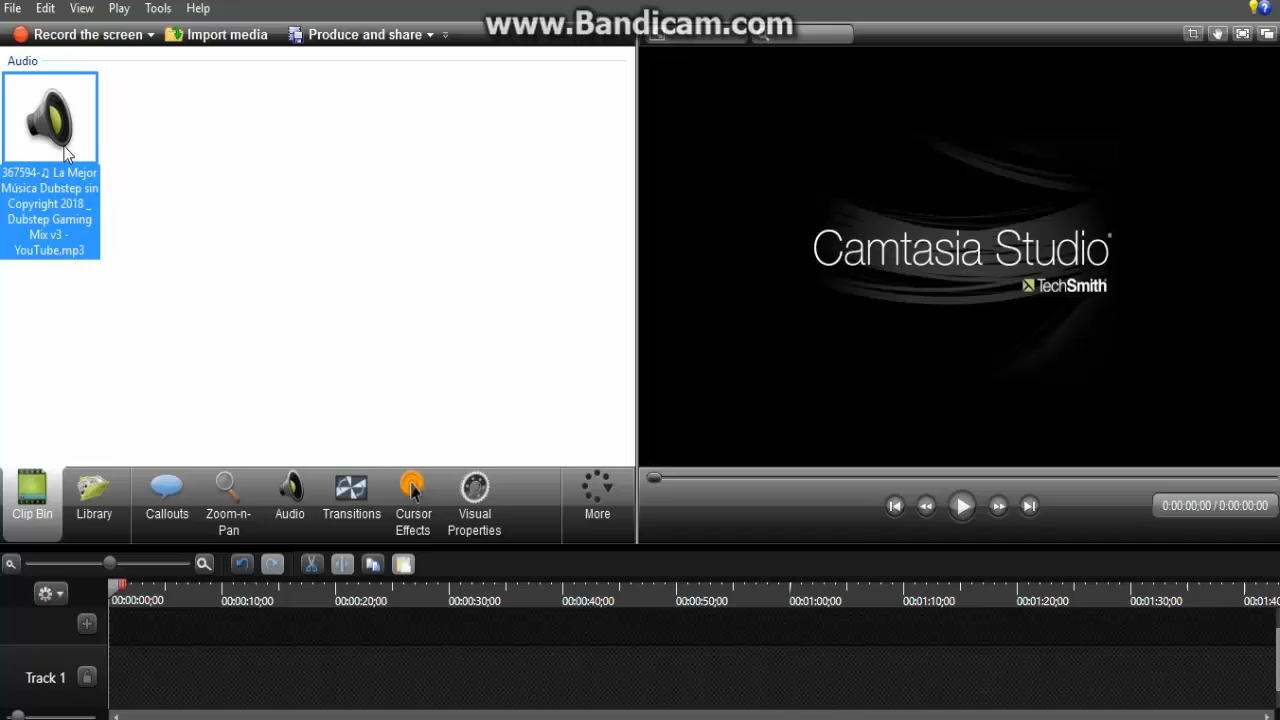 www.Bandicam.com
File Edit View Play Tools Help
Record the screen Import media Produce and share
Audio
367594-♫ La Mejor
Música Dubstep sin
Copyright 2018 _
Dubstep Gaming
Mix v3 -
YouTube.mp3
Camtasia Studio
TechSmith
Clip Bin
Library
Callouts
Zoom-n-
Pan
Audio
Transitions
Cursor
Effects
Visual
Properties
More
0:00:00;00 / 0:00:00;00
00:00:00;00 00:00:10;00 00:00:20;00 00:00:30;00 00:00:40;00 00:00:50;00 00:01:00;00 00:01:10;00 00:01:20;00 00:01:30;00 00:01:40
Track 1